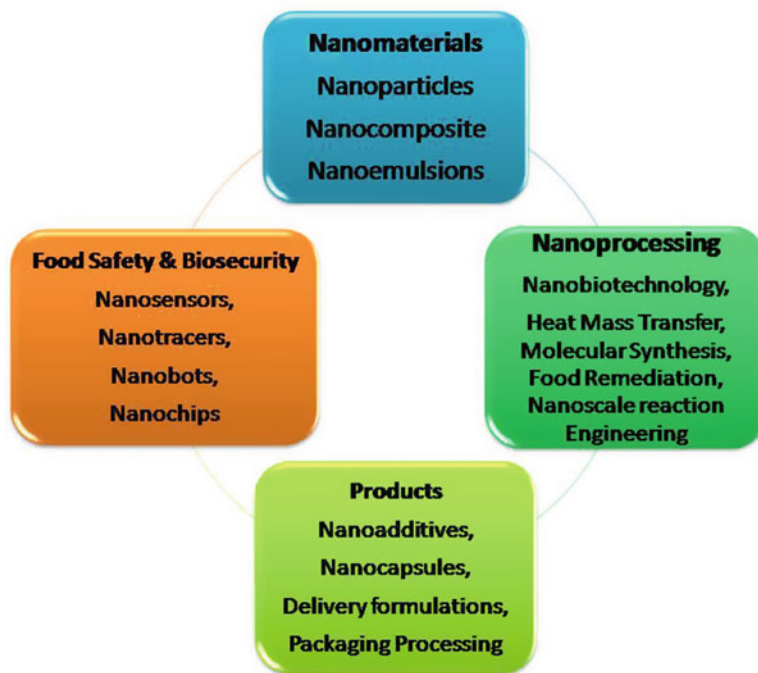 Nanomaterials
Nanoparticles
Nanocomposite
Nanoemulsions
Food Safety & Biosecurity
Nanosensors,
Nanotracers,
Nanobots,
Nanochips
Nanoprocessing
Nanobiotechnology,
Heat Mass Transfer,
Molecular Synthesis,
Food Remediation,
Nanoscale reaction
Engineering
Products
Nanoadditives,
Nanocapsules,
Delivery formulations,
Packaging Processing